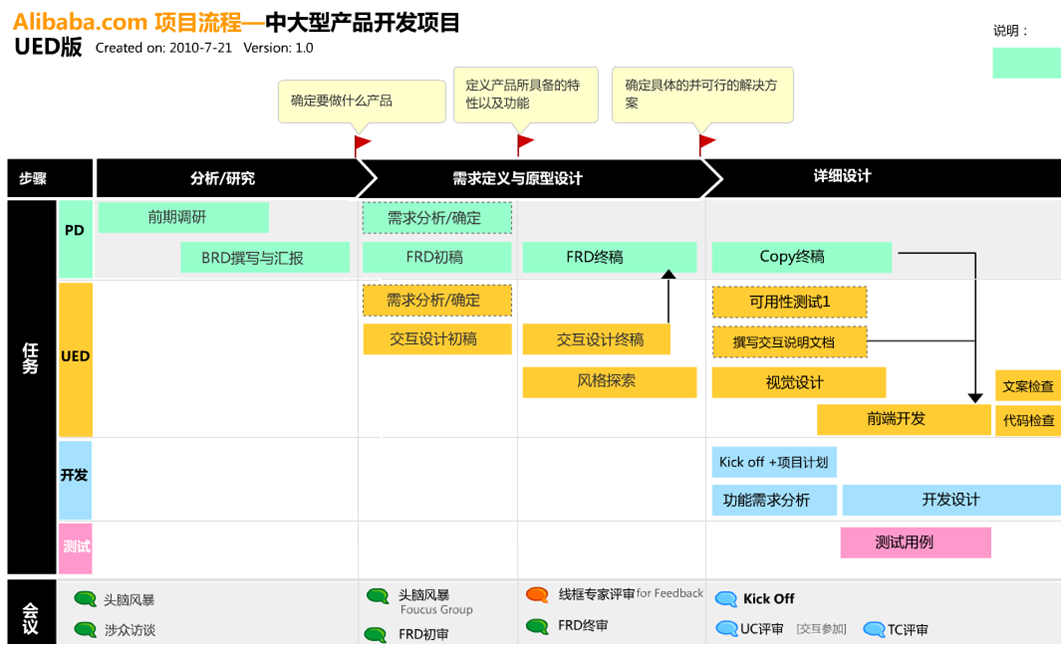 Alibaba.com 项目流程—中大型产品开发项目
UED版 Created on: 2010-7-21 Version: 1.0
说明：
确定要做什么产品
定义产品所具备的特
性以及功能
确定具体的并可行的解决方
案
步骤
分析/研究
需求定义与原型设计
详细设计
任务
PD
前期调研
需求分析/确定
BRD撰写与汇报
FRD初稿
FRD终稿
Copy终稿
UED
需求分析/确定
可用性测试1
交互设计初稿
交互设计终稿
撰写交互说明文档
风格探索
视觉设计
文案检查
前端开发
代码检查
开发
Kick off +项目计划
功能需求分析
开发设计
测试
测试用例
会议
头脑风暴
涉众访谈
头脑风暴
Foucus Group
FRD初审
线框专家评审for Feedback
FRD终审
Kick Off
UC评审 [交互参加]
TC评审